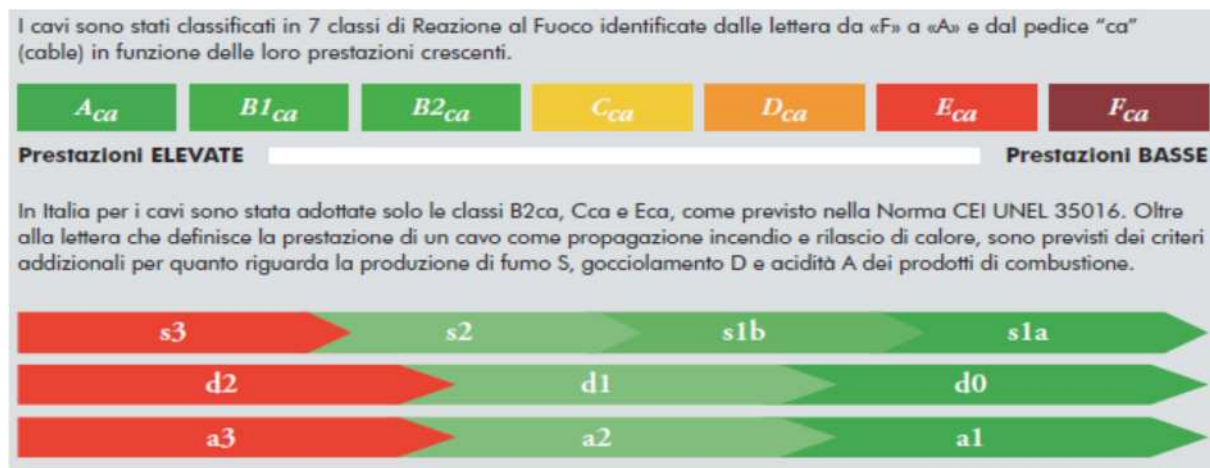 I cavi sono stati classificati in 7 classi di Reazione al Fuoco identificate dalle lettera da «F» a «A» e dal pedice "ca"
(cable) in funzione delle loro prestazioni crescenti.
Aca B1ca B2ca Cca Dca Eca Fca
Prestazioni ELEVATE Prestazioni BASSE
In Italia per i cavi sono stata adottate solo le classi B2ca, Cca e Eca, come previsto nella Norma CEI UNEL 35016. Oltre
alla lettera che definisce la prestazione di un cavo come propagazione incendio e rilascio di calore, sono previsti dei criteri
addizionali per quanto riguarda la produzione di fumo S, gocciolamento D e acidità A dei prodotti di combustione.
s3 s2 s1b s1a
d2 d1 d0
a3 a2 a1